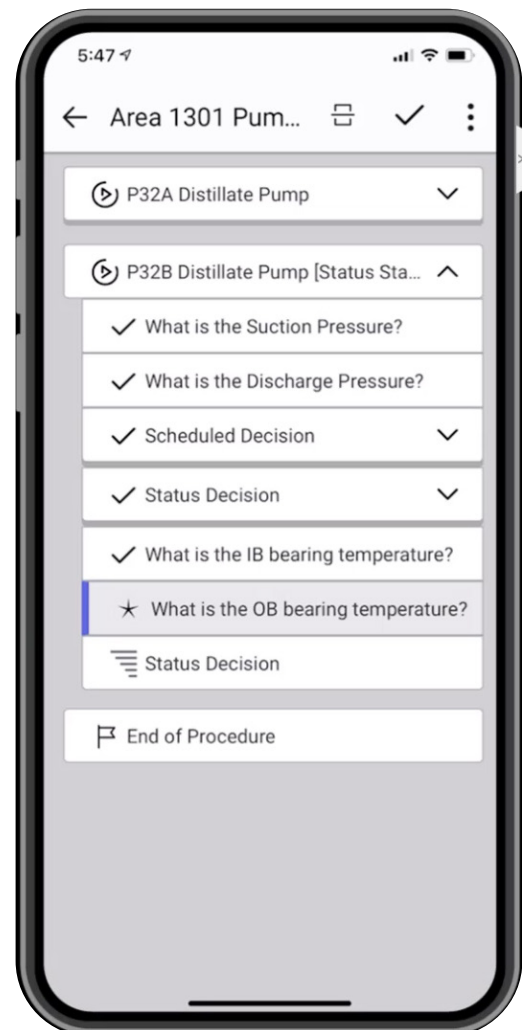 5:47
Area 1301 Pum...
P32A Distillate Pump
P32B Distillate Pump [Status Sta...
What is the Suction Pressure?
What is the Discharge Pressure?
Scheduled Decision
Status Decision
What is the IB bearing temperature?
What is the OB bearing temperature?
Status Decision
End of Procedure